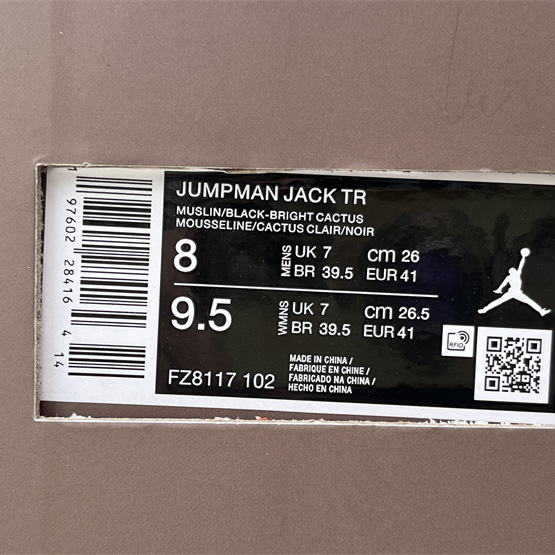 JUMPMAN JACK TR
MUSLIN/BLACK-BRIGHT CACTUS
MOUSSELINE/CACTUS CLAIR/NOIR
8 MENS UK 7 cm 26
BR 39.5 EUR 41
9.5 WMNS UK 7 cm 26.5
BR 39.5 EUR 41
FZ8117 102
MADE IN CHINA /
FABRIQUE EN CHINE /
FABRICADO NA CHINA /
HECHO EN CHINA
RFID
97602 28416 4 14